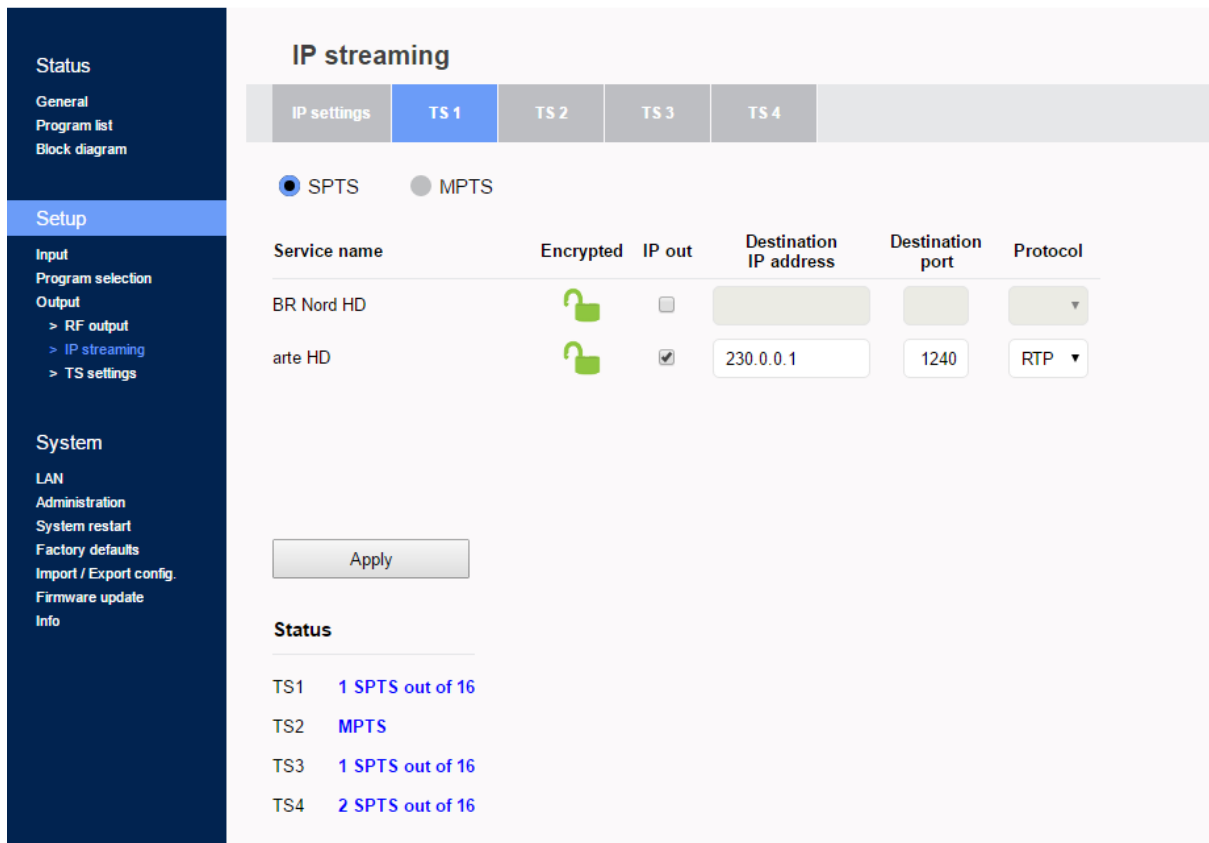 Status
General
Program list
Block diagram
Setup
Input
Program selection
Output
> RF output
> IP streaming
> TS settings
System
LAN
Administration
System restart
Factory defaults
Import / Export config.
Firmware update
Info
IP streaming
IP settings TS 1 TS 2 TS 3 TS 4
SPTS MPTS
Service name Encrypted IP out Destination IP address Destination port Protocol
BR Nord HD
arte HD 230.0.0.1 1240 RTP
Apply
Status
TS1 1 SPTS out of 16
TS2 MPTS
TS3 1 SPTS out of 16
TS4 2 SPTS out of 16